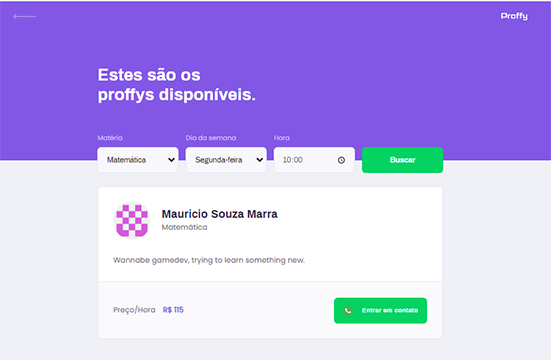 Proffy
Estes são os
proffys disponíveis.
Matéria Dia da semana Hora
Matemática Segunda-feira 10:00 Buscar
Mauricio Souza Marra
Matemática
Wannabe gamedev, trying to learn something new.
Preço/Hora R$ 115 Entrar em contato